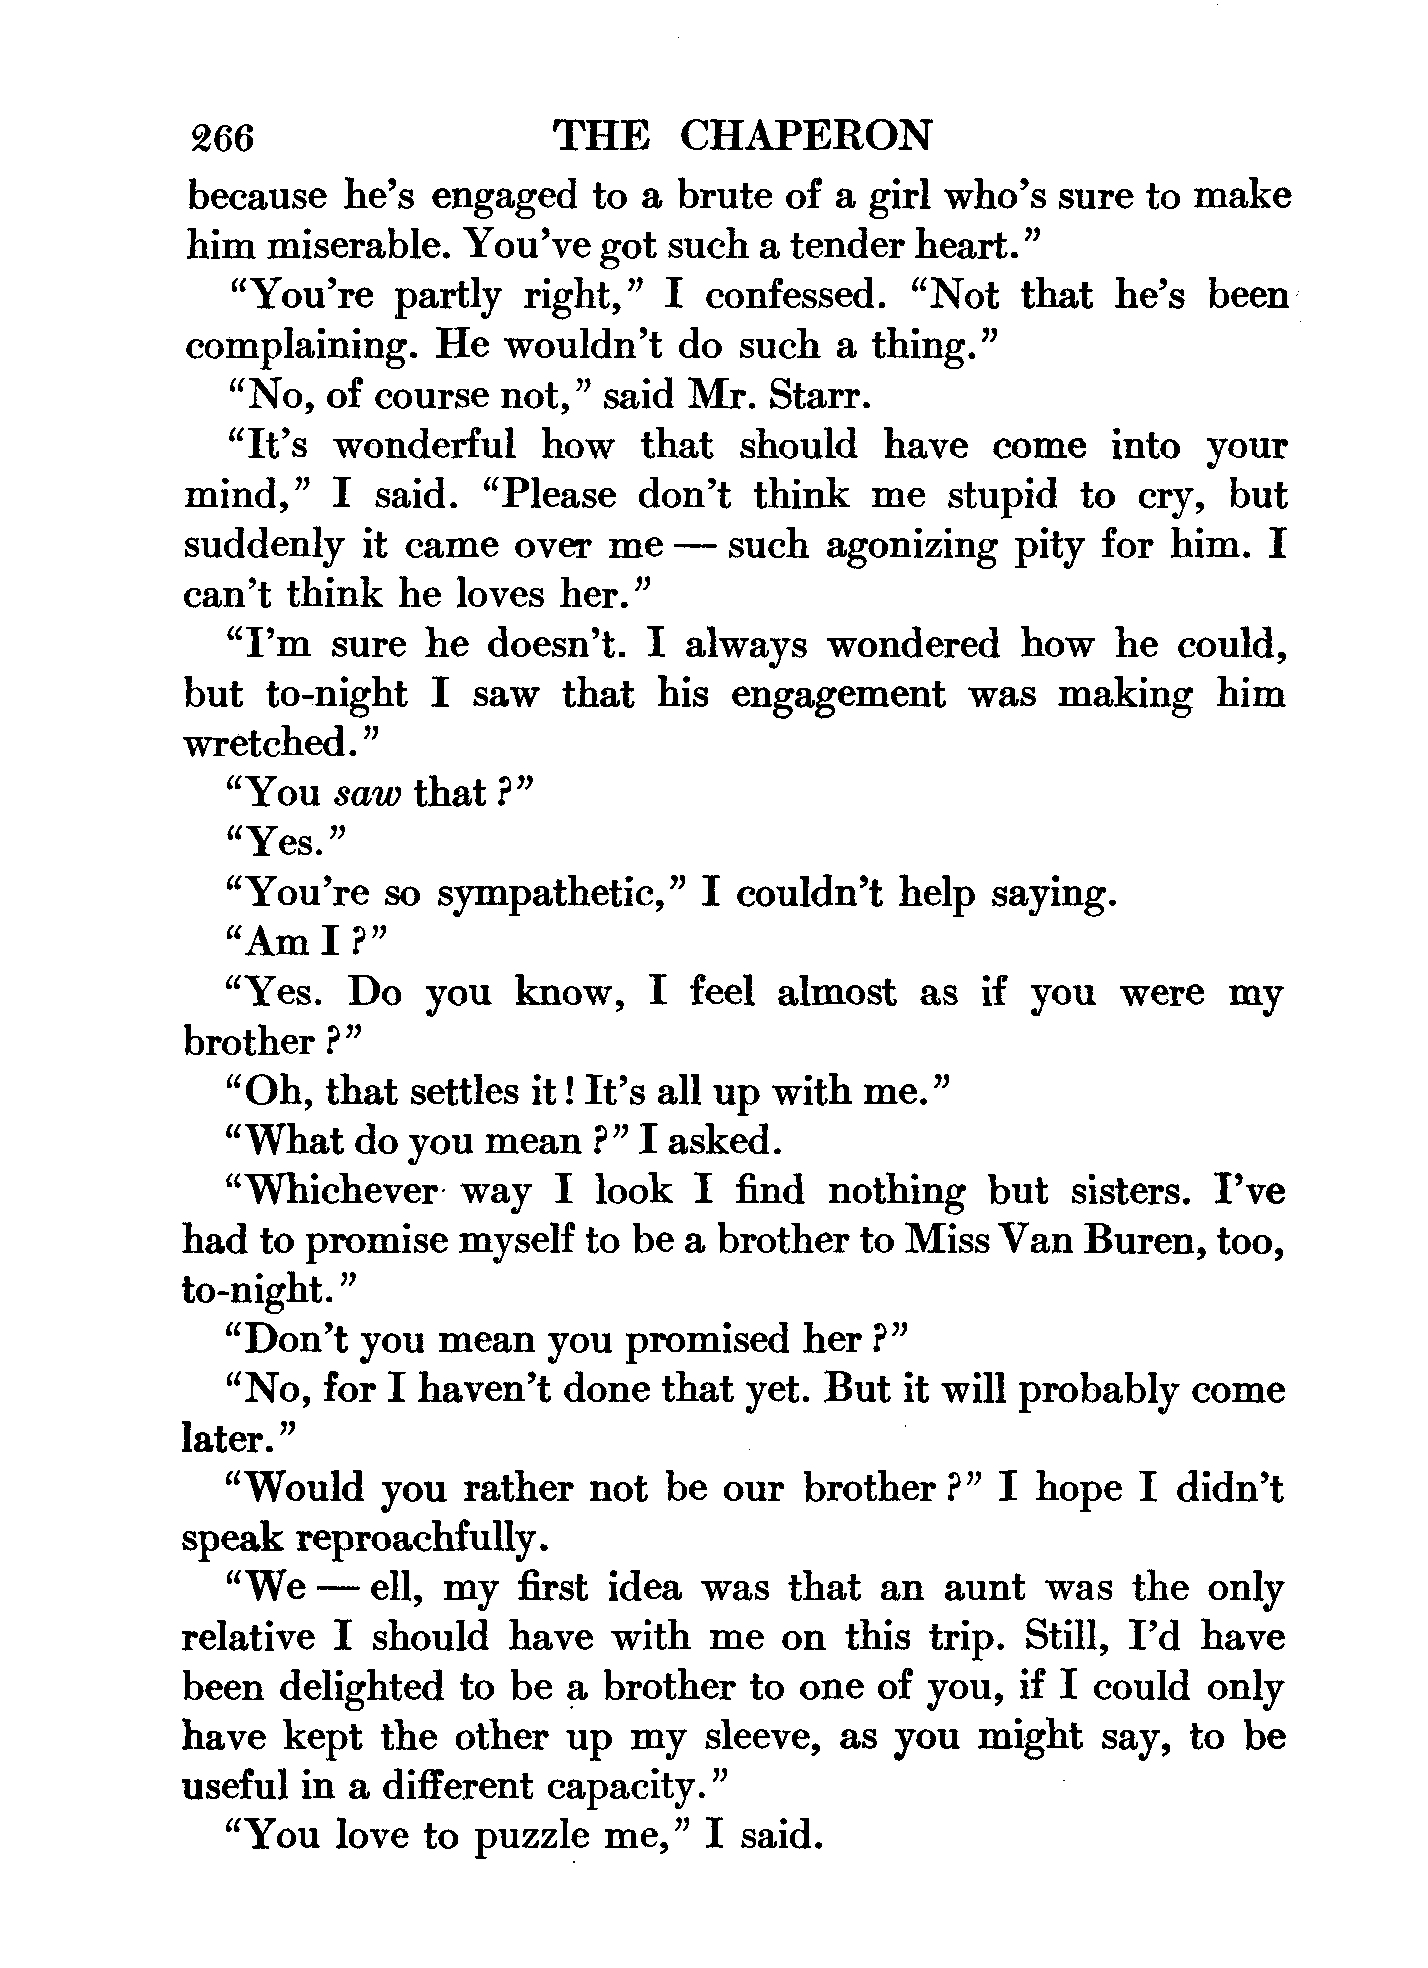 266 THE CHAPERON
because he's engaged to a brute of a girl who's sure to make
him miserable. You've got such a tender heart."
"You're partly right," I confessed. "Not that he's been
complaining. He wouldn't do such a thing."
"No, of course not," said Mr. Starr.
"It's wonderful how that should have come into your
mind," I said. "Please don't think me stupid to cry, but
suddenly it came over me — such agonizing pity for him. I
can't think he loves her."
"I'm sure he doesn't. I always wondered how he could,
but to-night I saw that his engagement was making him
wretched."
"You saw that?"
"Yes."
"You're so sympathetic," I couldn't help saying.
"Am I?"
"Yes. Do you know, I feel almost as if you were my
brother?"
"Oh, that settles it! It's all up with me."
"What do you mean?" I asked.
"Whichever way I look I find nothing but sisters. I've
had to promise myself to be a brother to Miss Van Buren, too,
to-night."
"Don't you mean you promised her?"
"No, for I haven't done that yet. But it will probably come
later."
"Would you rather not be our brother?" I hope I didn't
speak reproachfully.
"We — ell, my first idea was that an aunt was the only
relative I should have with me on this trip. Still, I'd have
been delighted to be a brother to one of you, if I could only
have kept the other up my sleeve, as you might say, to be
useful in a different capacity."
"You love to puzzle me," I said.